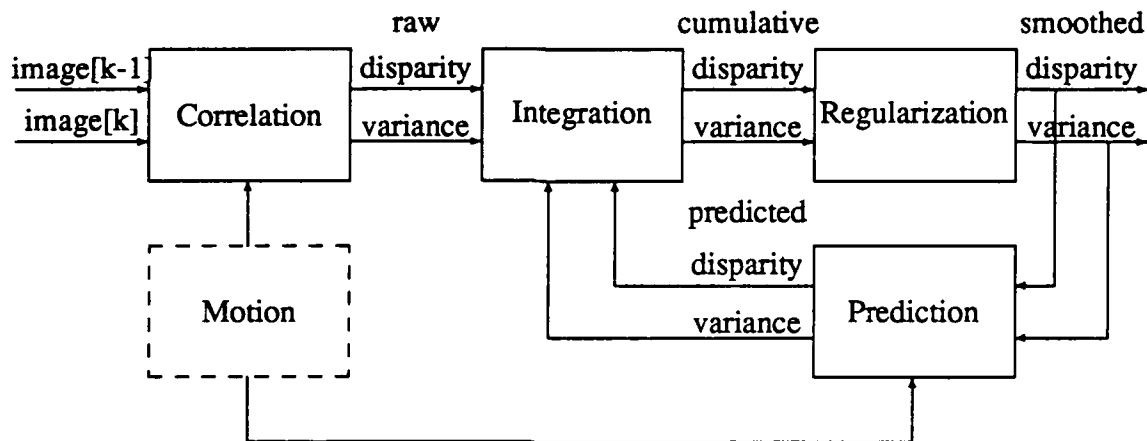 raw
cumulative
smoothed
image[k-1]
disparity
disparity
disparity
Correlation
Integration
Regularization
image[k]
variance
variance
variance
predicted
disparity
Motion
Prediction
variance